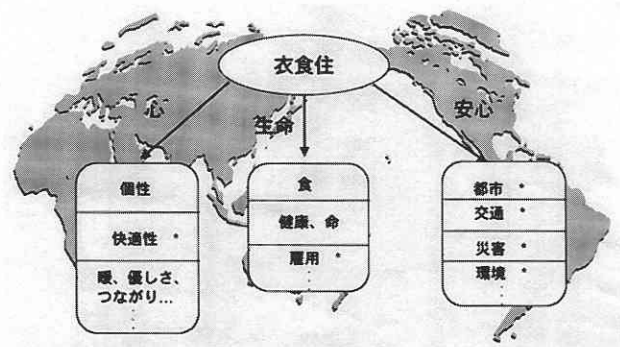 衣食住
心
生命
安心
個性
快適性 *
暖、優しさ、
つながり...
食
健康、命
雇用 *
都市 *
交通 *
災害 *
環境 *